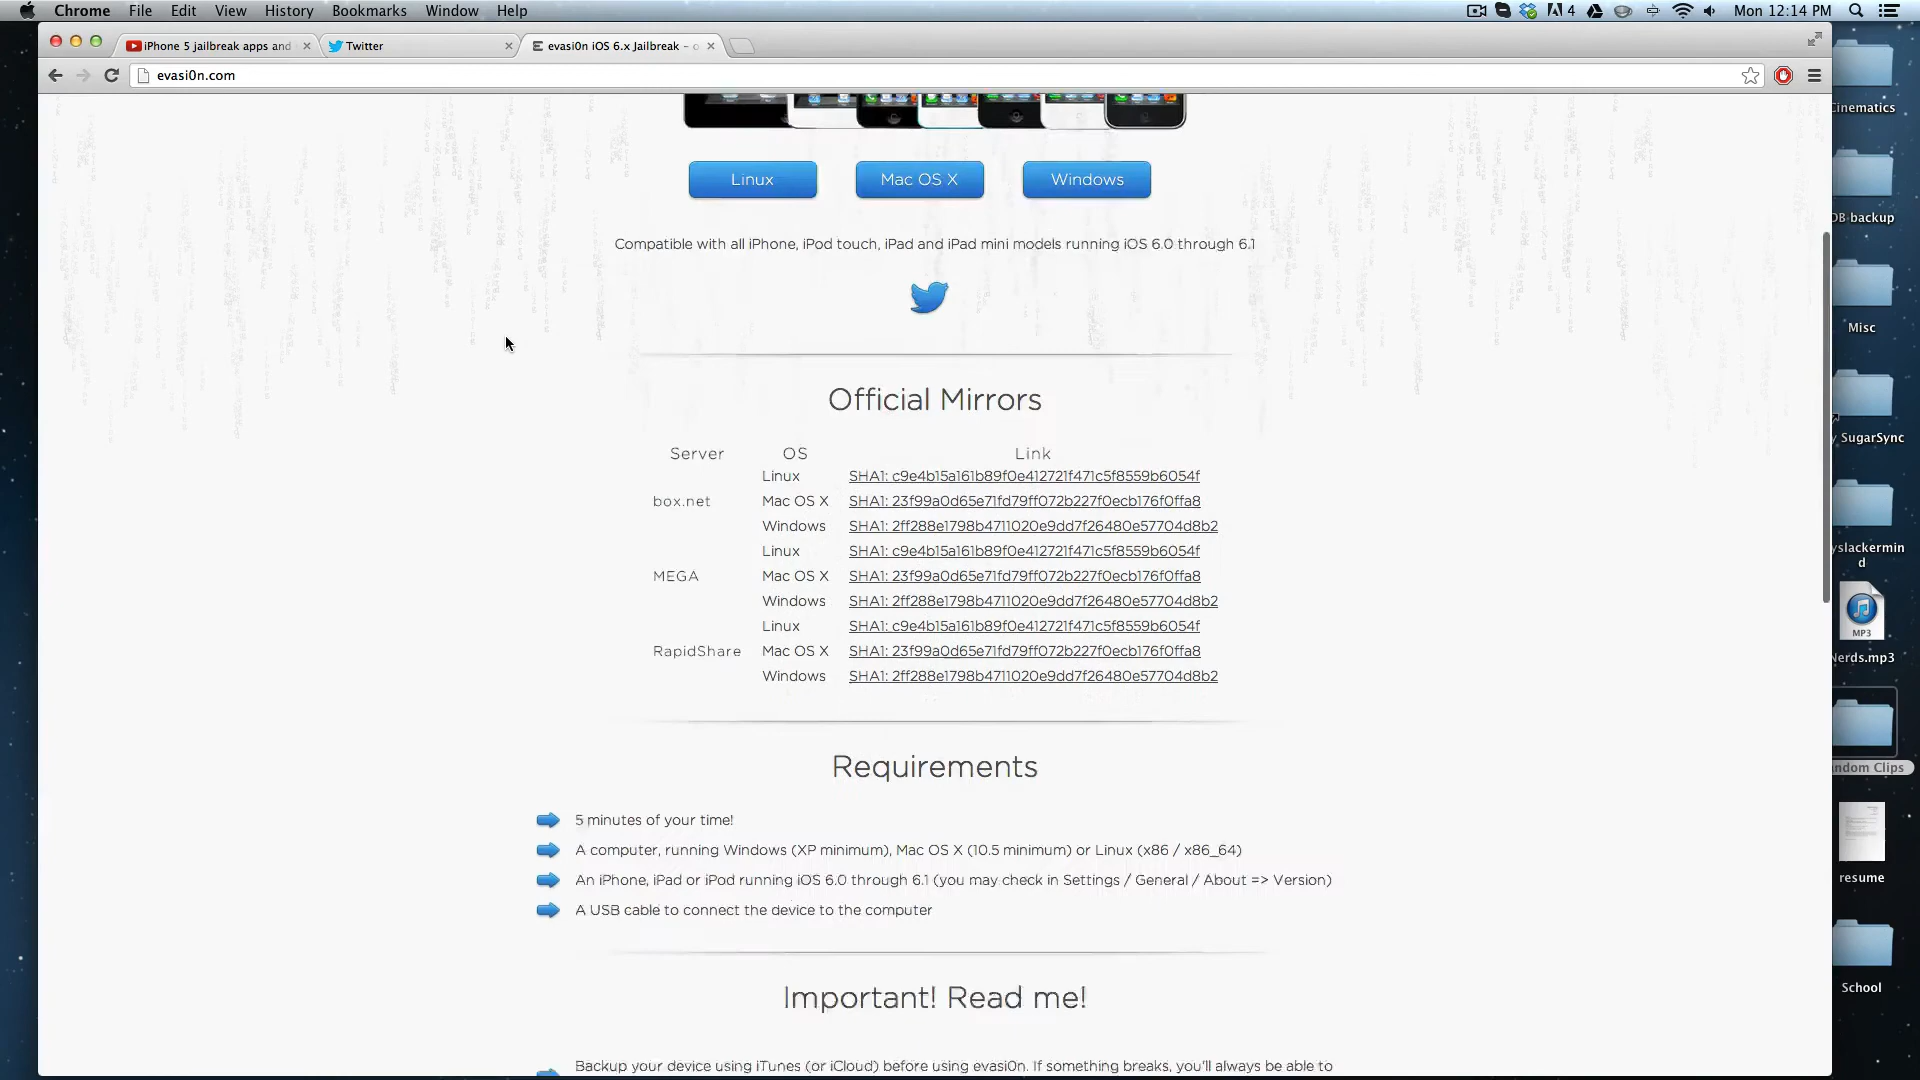 Chrome File Edit View History Bookmarks Window Help
4 Mon 12:14 PM
iPhone 5 jailbreak apps and
Twitter
evasi0n iOS 6.x Jailbreak - o
evasi0n.com
Linux Mac OS X Windows
Compatible with all iPhone, iPod touch, iPad and iPad mini models running iOS 6.0 through 6.1
Official Mirrors
Server OS Link
Linux SHA1: c9e4b15a161b89f0e412721f471c5f8559b6054f
box.net Mac OS X SHA1: 23f99a0d65e71fd79ff072b227f0ecb176f0ffa8
Windows SHA1: 2ff288e1798b4711020e9dd7f26480e57704d8b2
Linux SHA1: c9e4b15a161b89f0e412721f471c5f8559b6054f
MEGA Mac OS X SHA1: 23f99a0d65e71fd79ff072b227f0ecb176f0ffa8
Windows SHA1: 2ff288e1798b4711020e9dd7f26480e57704d8b2
Linux SHA1: c9e4b15a161b89f0e412721f471c5f8559b6054f
RapidShare Mac OS X SHA1: 23f99a0d65e71fd79ff072b227f0ecb176f0ffa8
Windows SHA1: 2ff288e1798b4711020e9dd7f26480e57704d8b2
Requirements
5 minutes of your time!
A computer, running Windows (XP minimum), Mac OS X (10.5 minimum) or Linux (x86 / x86_64)
An iPhone, iPad or iPod running iOS 6.0 through 6.1 (you may check in Settings / General / About => Version)
A USB cable to connect the device to the computer
Important! Read me!
Backup your device using iTunes (or iCloud) before using evasi0n. If something breaks, you'll always be able to
Cinematics
DB backup
Misc
y SugarSync
yslackermin
d
MP3
Nerds.mp3
ndom Clips
resume
School